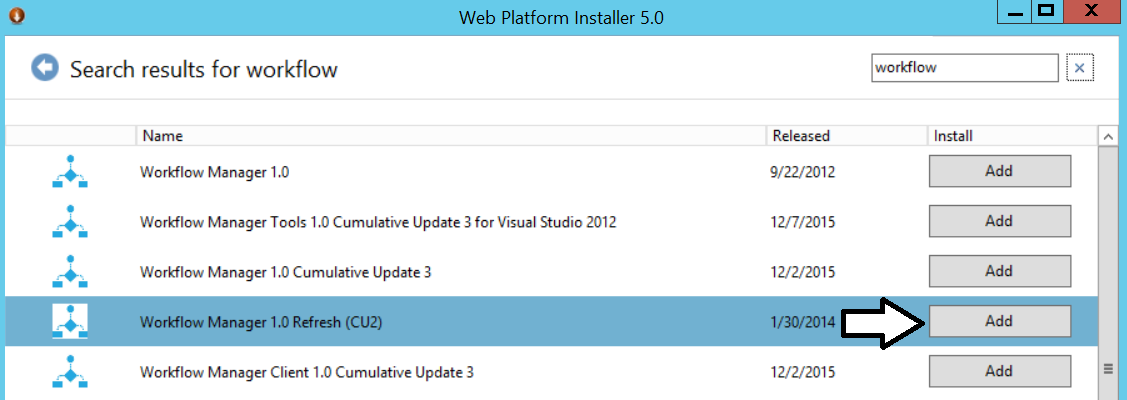 Web Platform Installer 5.0
Search results for workflow
workflow
Name Released Install
Workflow Manager 1.0 9/22/2012 Add
Workflow Manager Tools 1.0 Cumulative Update 3 for Visual Studio 2012 12/7/2015 Add
Workflow Manager 1.0 Cumulative Update 3 12/2/2015 Add
Workflow Manager 1.0 Refresh (CU2) 1/30/2014 Add
Workflow Manager Client 1.0 Cumulative Update 3 12/2/2015 Add